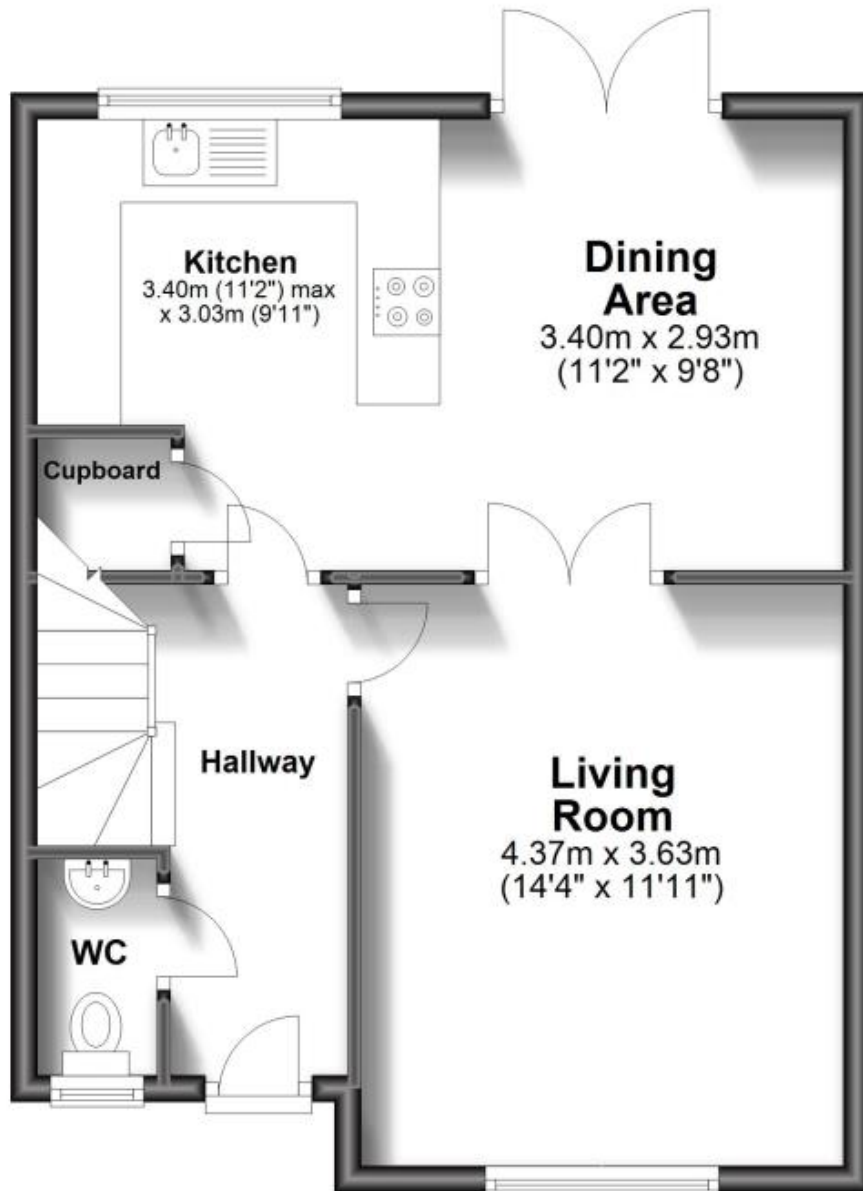 Kitchen
3.40m (11'2") max
x 3.03m (9'11")
Dining
Area
3.40m x 2.93m
(11'2" x 9'8")
Cupboard
Hallway
Living
Room
4.37m x 3.63m
(14'4" x 11'11")
WC